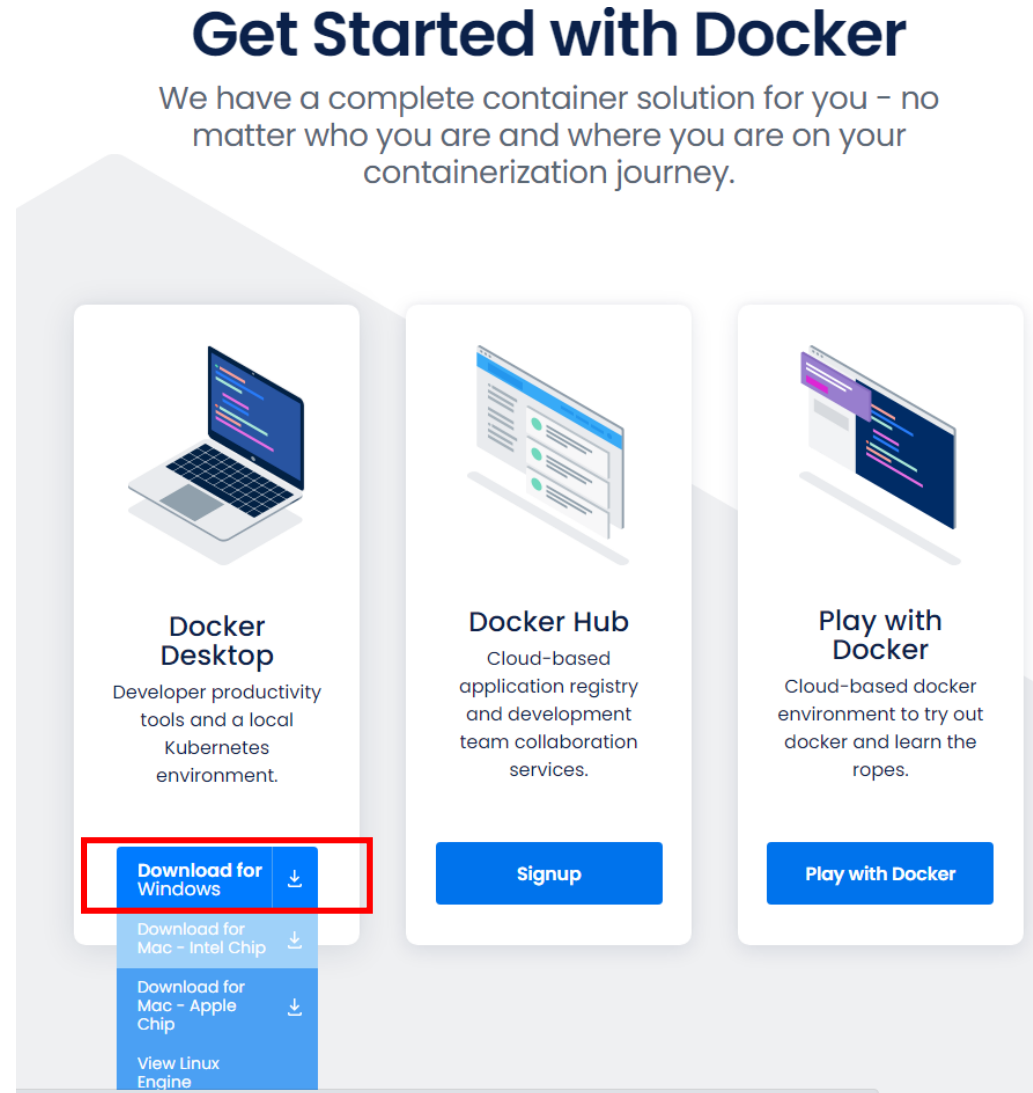 Get Started with Docker
We have a complete container solution for you - no
matter who you are and where you are on your
containerization journey.
Docker
Desktop
Developer productivity
tools and a local
Kubernetes
environment.
Download for
Windows
Download for
Mac - Intel Chip
Download for
Mac - Apple
Chip
View Linux
Engine
Docker Hub
Cloud-based
application registry
and development
team collaboration
services.
Signup
Play with
Docker
Cloud-based docker
environment to try out
docker and learn the
ropes.
Play with Docker